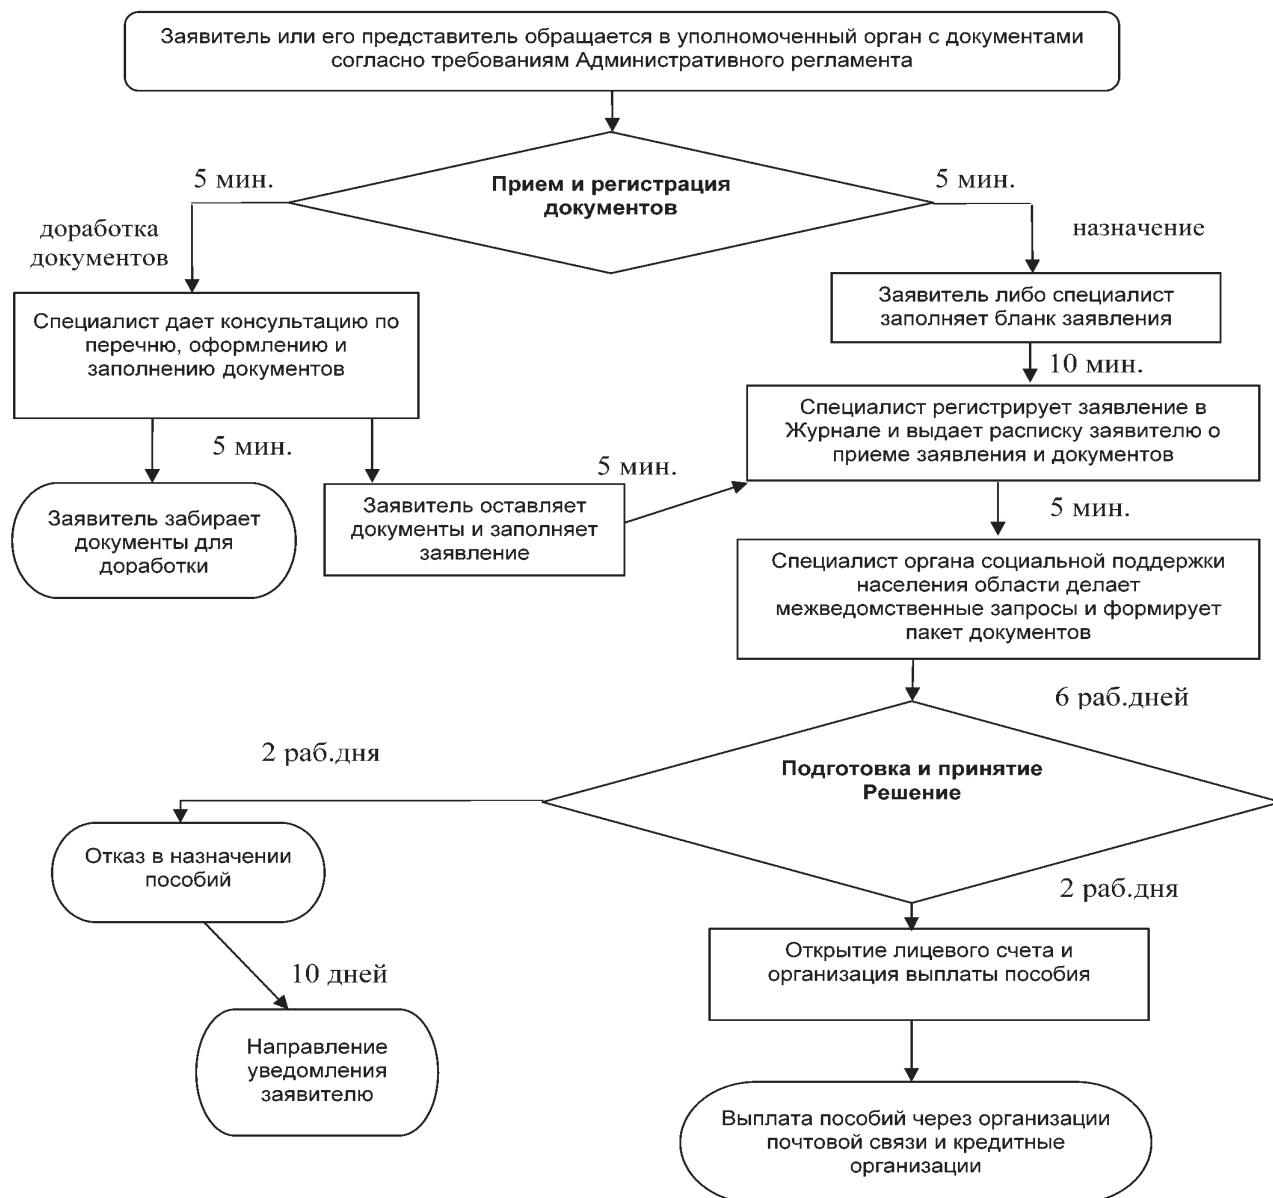 Заявитель или его представитель обращается в уполномоченный орган с документами
согласно требованиям Административного регламента
5 мин.
Прием и регистрация
документов
5 мин.
доработка
документов
назначение
Специалист дает консультацию по
перечню, оформлению и
заполнению документов
Заявитель либо специалист
заполняет бланк заявления
10 мин.
Специалист регистрирует заявление в
Журнале и выдает расписку заявителю о
приеме заявления и документов
5 мин.
5 мин.
Заявитель забирает
документы для
доработки
Заявитель оставляет
документы и заполняет
заявление
5 мин.
Специалист органа социальной поддержки
населения области делает
межведомственные запросы и формирует
пакет документов
6 раб.дней
2 раб.дня
Подготовка и принятие
Решение
Отказ в назначении
пособий
2 раб.дня
Открытие лицевого счета и
организация выплаты пособия
10 дней
Направление
уведомления
заявителю
Выплата пособий через организации
почтовой связи и кредитные
организации